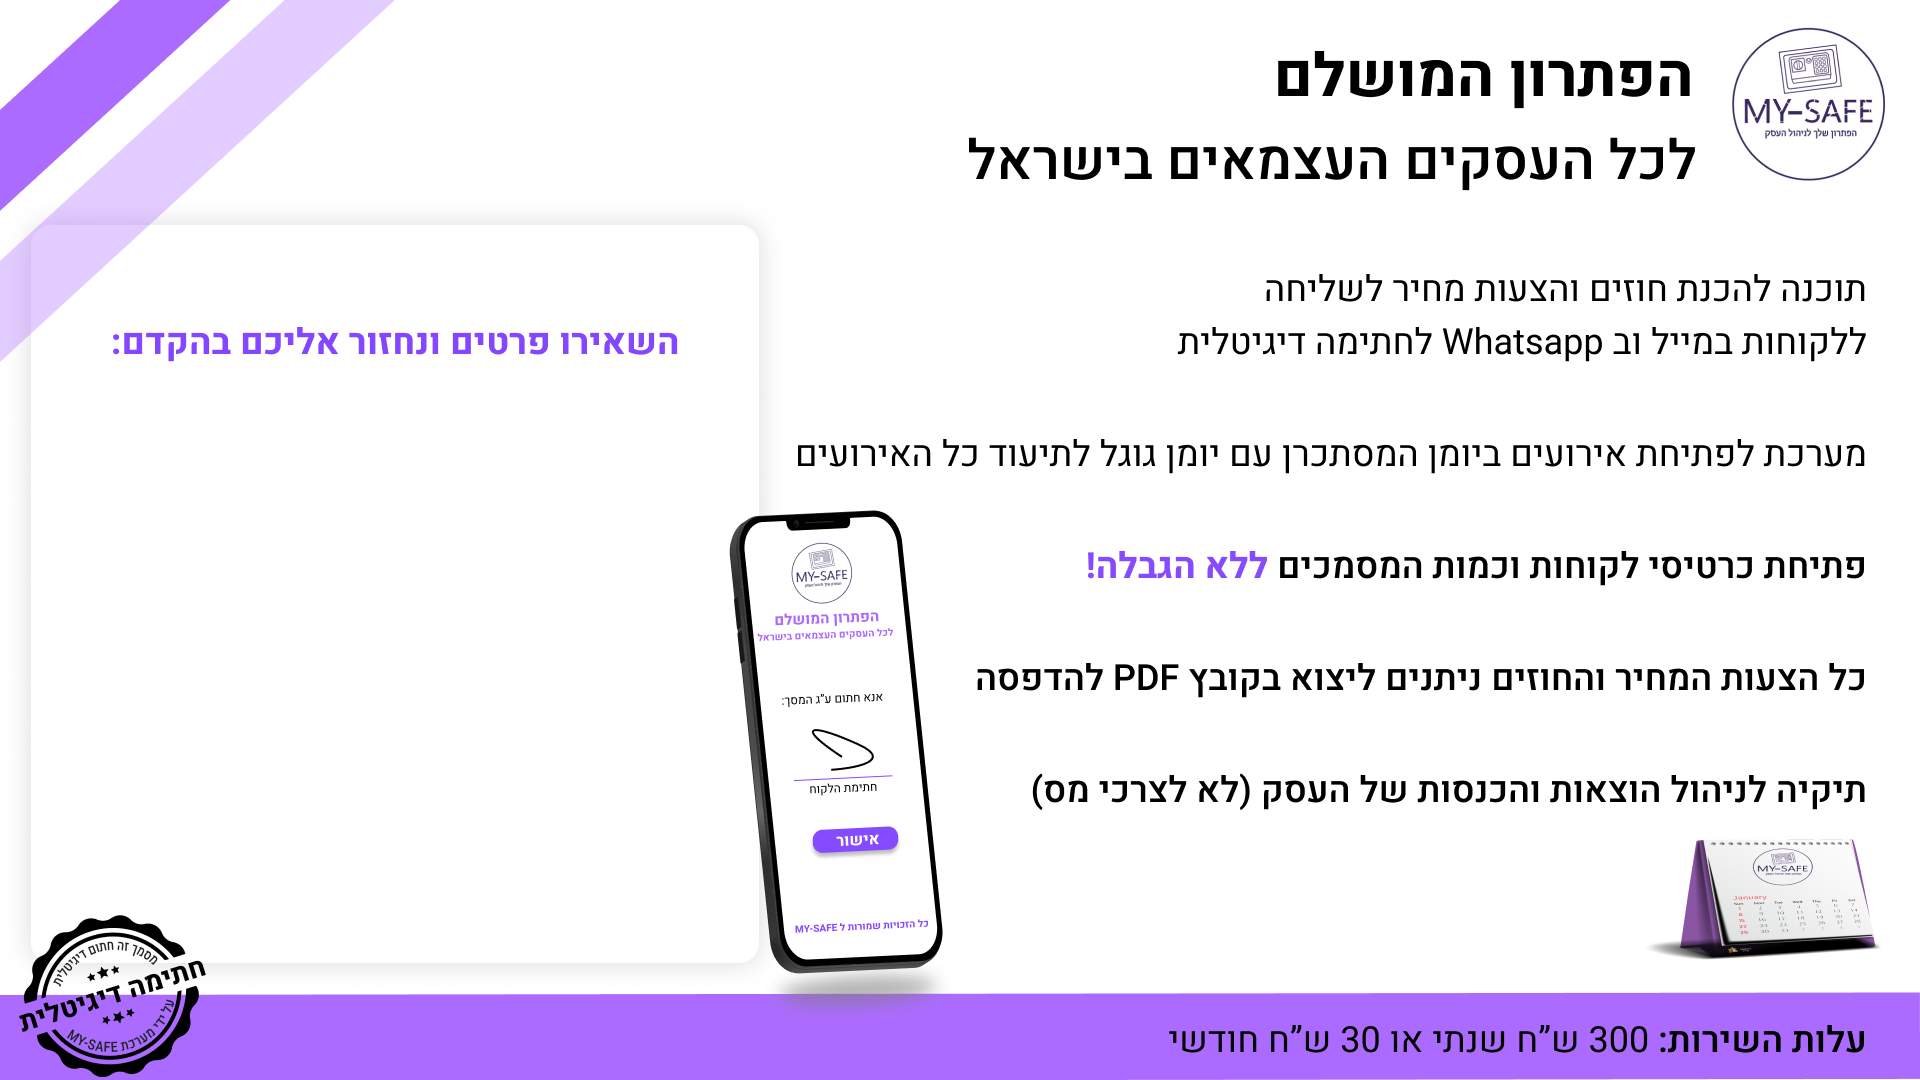 MY-SAFE
הפתרון שלך לניהול העסק
הפתרון המושלם
לכל העסקים העצמאים בישראל
תוכנה להכנת חוזים והצעות מחיר לשליחה
ללקוחות במייל וב Whatsapp לחתימה דיגיטלית
מערכת לפתיחת אירועים ביומן המסתכרן עם יומן גוגל לתיעוד כל האירועים
פתיחת כרטיסי לקוחות וכמות המסמכים ללא הגבלה!
כל הצעות המחיר והחוזים ניתנים ליצוא בקובץ PDF להדפסה
תיקיה לניהול הוצאות והכנסות של העסק (לא לצרכי מס)
השאירו פרטים ונחזור אליכם בהקדם:
MY-SAFE
הפתרון המושלם
לכל העסקים העצמאים בישראל
אנא חתום ע"ג המסך:
חתימת הלקוח
אישור
כל הזכויות שמורות ל MY-SAFE
MY-SAFE
January
מסמך זה חתום דיגיטלית
חתימה דיגיטלית
על ידי מערכת MY-SAFE
עלות השירות: 300 ש"ח שנתי או 30 ש"ח חודשי